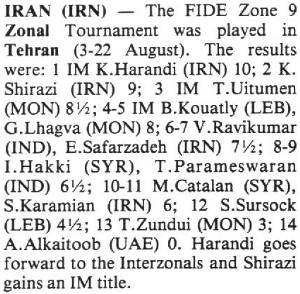 IRAN (IRN) — The FIDE Zone 9
Zonal Tournament was played in
Tehran (3-22 August). The results
were: 1 IM K.Harandi (IRN) 10; 2 K.
Shirazi (IRN) 9; 3 IM T.Uitumen
(MON) 8½; 4-5 IM B.Kouatly (LEB),
G.Lhagva (MON) 8; 6-7 V.Ravikumar
(IND), E.Safarzadeh (IRN) 7½; 8-9
I.Hakki (SYR), T.Parameswaran
(IND) 6½; 10-11 M.Catalan (SYR),
S.Karamian (IRN) 6; 12 S.Sursock
(LEB) 4½; 13 T.Zundui (MON) 3; 14
A.Alkaitoob (UAE) 0. Harandi goes
forward to the Interzonals and Shirazi
gains an IM title.